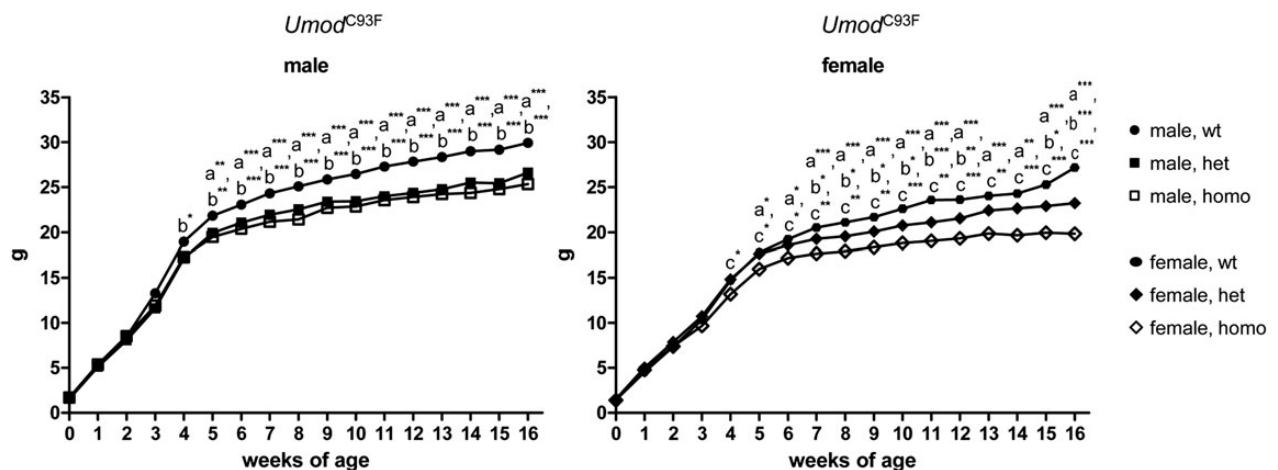 Umod^C93F
male
g
35
30
25
20
15
10
5
0
b*
a**,
b**
a***,
b***
a***,
b***
a***,
b***
a***,
b***
a***,
b***
a***,
b***
a***,
b***
a***,
b***
a***,
b***
a***,
b***
a***,
b***
0 1 2 3 4 5 6 7 8 9 10 11 12 13 14 15 16
weeks of age
Umod^C93F
female
g
35
30
25
20
15
10
5
0
c*
a*,
c*
a*,
c*
a***,
b*,
c**
a***,
b*,
c**
a***,
b*,
c**
a***,
b*,
c***
a***,
c**
a***,
b**,
c***
a***,
c**
a**,
c***
a***,
b*,
c***
a***,
b***,
c***
0 1 2 3 4 5 6 7 8 9 10 11 12 13 14 15 16
weeks of age
male, wt
male, het
male, homo
female, wt
female, het
female, homo